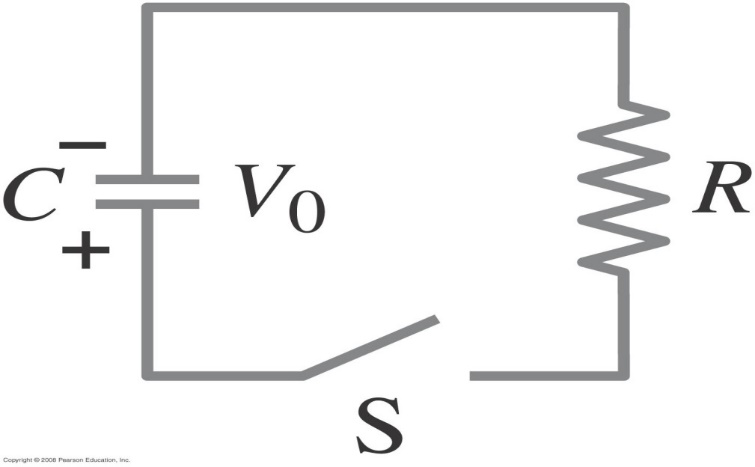 −
C
V0
R
+
S
Copyright © 2008 Pearson Education, Inc.